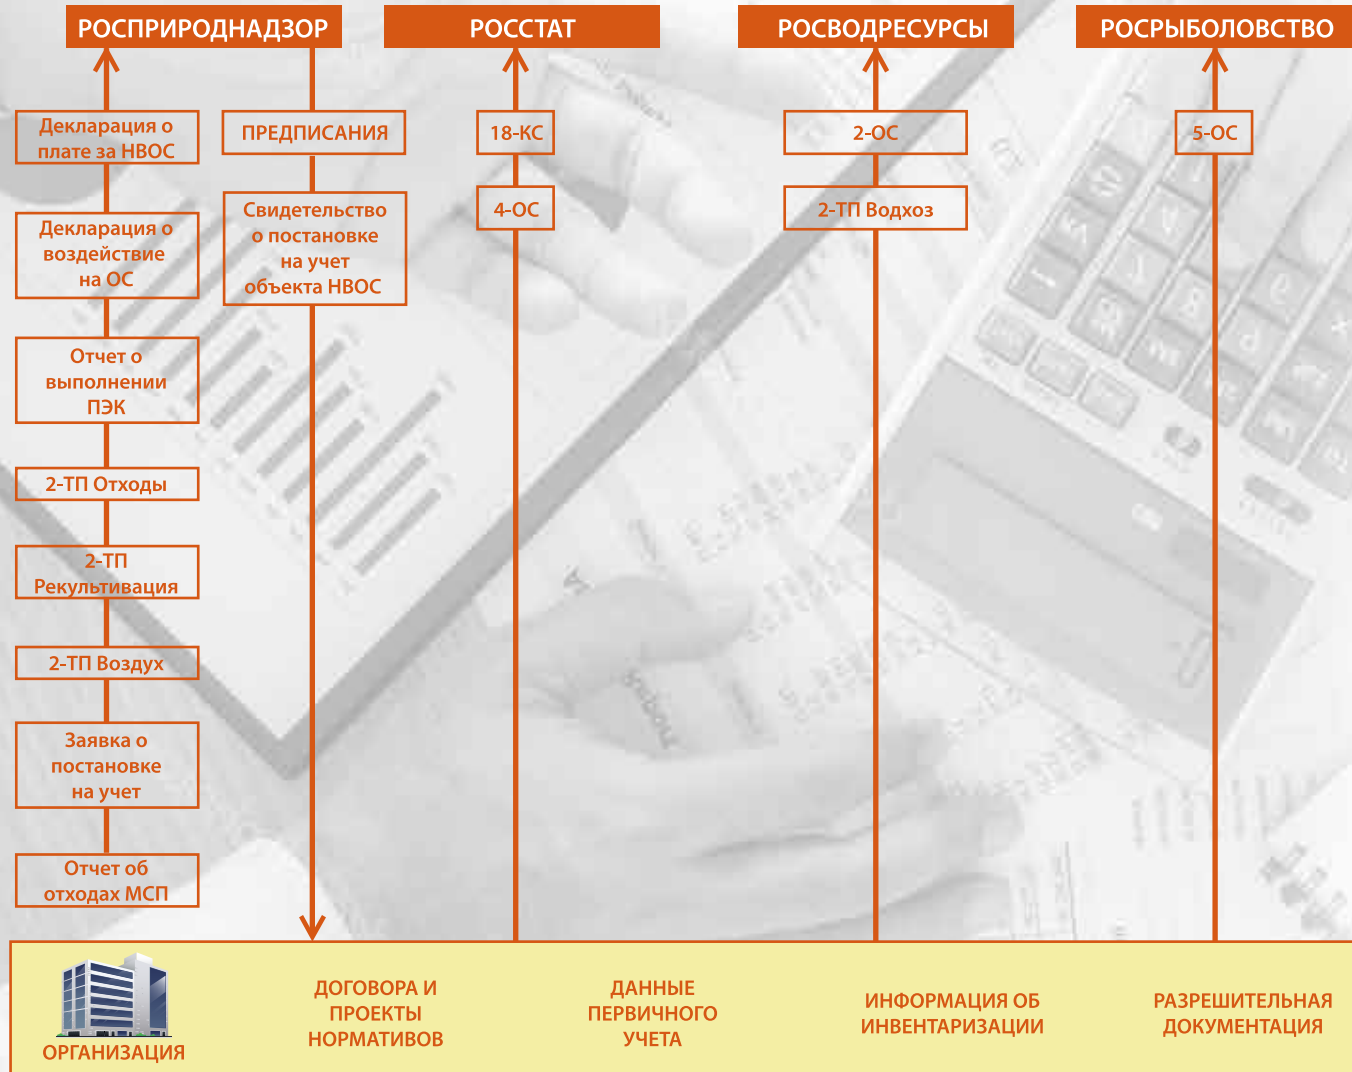 РОСПРИРОДНАДЗОР
РОССТАТ
РОСВОДРЕСУРСЫ
РОСРЫБОЛОВСТВО
Декларация о
плате за НВОС
Декларация о
воздействие
на ОС
Отчет о
выполнении
ПЭК
2-ТП Отходы
2-ТП
Рекультивация
2-ТП Воздух
Заявка о
постановке
на учет
Отчет об
отходах МСП
ПРЕДПИСАНИЯ
Свидетельство
о постановке
на учет
объекта НВОС
18-КС
4-ОС
2-ОС
2-ТП Водхоз
5-ОС
ОРГАНИЗАЦИЯ
ДОГОВОРА И
ПРОЕКТЫ
НОРМАТИВОВ
ДАННЫЕ
ПЕРВИЧНОГО
УЧЕТА
ИНФОРМАЦИЯ ОБ
ИНВЕНТАРИЗАЦИИ
РАЗРЕШИТЕЛЬНАЯ
ДОКУМЕНТАЦИЯ